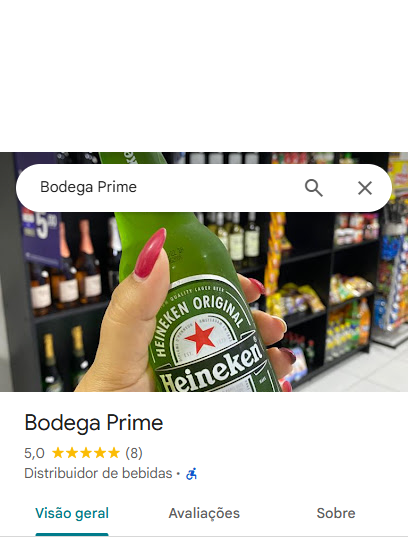 Bodega Prime
5
QUALITY LAGER BEER
HEINEKEN ORIGINAL
Heineken
Bodega Prime
5,0 (8)
Distribuidor de bebidas ·
Visão geral
Avaliações
Sobre